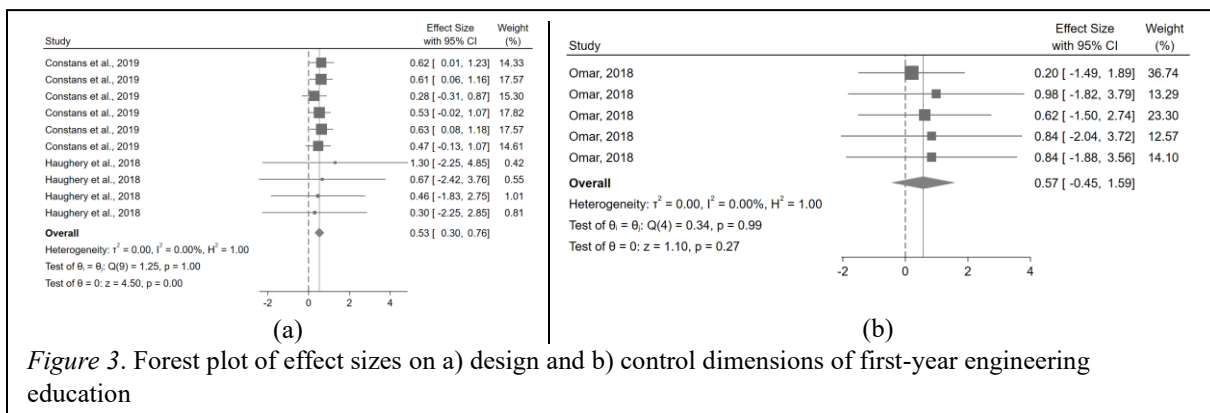 Effect Size Weight
Study with 95% CI (%)
Constans et al., 2019 0.62 [ 0.01, 1.23] 14.33
Constans et al., 2019 0.61 [ 0.06, 1.16] 17.57
Constans et al., 2019 0.28 [ -0.31, 0.87] 15.30
Constans et al., 2019 0.53 [ -0.02, 1.07] 17.82
Constans et al., 2019 0.63 [ 0.08, 1.18] 17.57
Constans et al., 2019 0.47 [ -0.13, 1.07] 14.61
Haughery et al., 2018 1.30 [ -2.25, 4.85] 0.42
Haughery et al., 2018 0.67 [ -2.42, 3.76] 0.55
Haughery et al., 2018 0.46 [ -1.83, 2.75] 1.01
Haughery et al., 2018 0.30 [ -2.25, 2.85] 0.81
Overall 0.53 [ 0.30, 0.76]
Heterogeneity: τ² = 0.00, I² = 0.00%, H² = 1.00
Test of θᵢ = θⱼ: Q(9) = 1.25, p = 1.00
Test of θ = 0: z = 4.50, p = 0.00
-2 0 2 4
(a)
Effect Size Weight
Study with 95% CI (%)
Omar, 2018 0.20 [ -1.49, 1.89] 36.74
Omar, 2018 0.98 [ -1.82, 3.79] 13.29
Omar, 2018 0.62 [ -1.50, 2.74] 23.30
Omar, 2018 0.84 [ -2.04, 3.72] 12.57
Omar, 2018 0.84 [ -1.88, 3.56] 14.10
Overall 0.57 [ -0.45, 1.59]
Heterogeneity: τ² = 0.00, I² = 0.00%, H² = 1.00
Test of θᵢ = θⱼ: Q(4) = 0.34, p = 0.99
Test of θ = 0: z = 1.10, p = 0.27
-2 0 2 4
(b)
Figure 3. Forest plot of effect sizes on a) design and b) control dimensions of first-year engineering
education